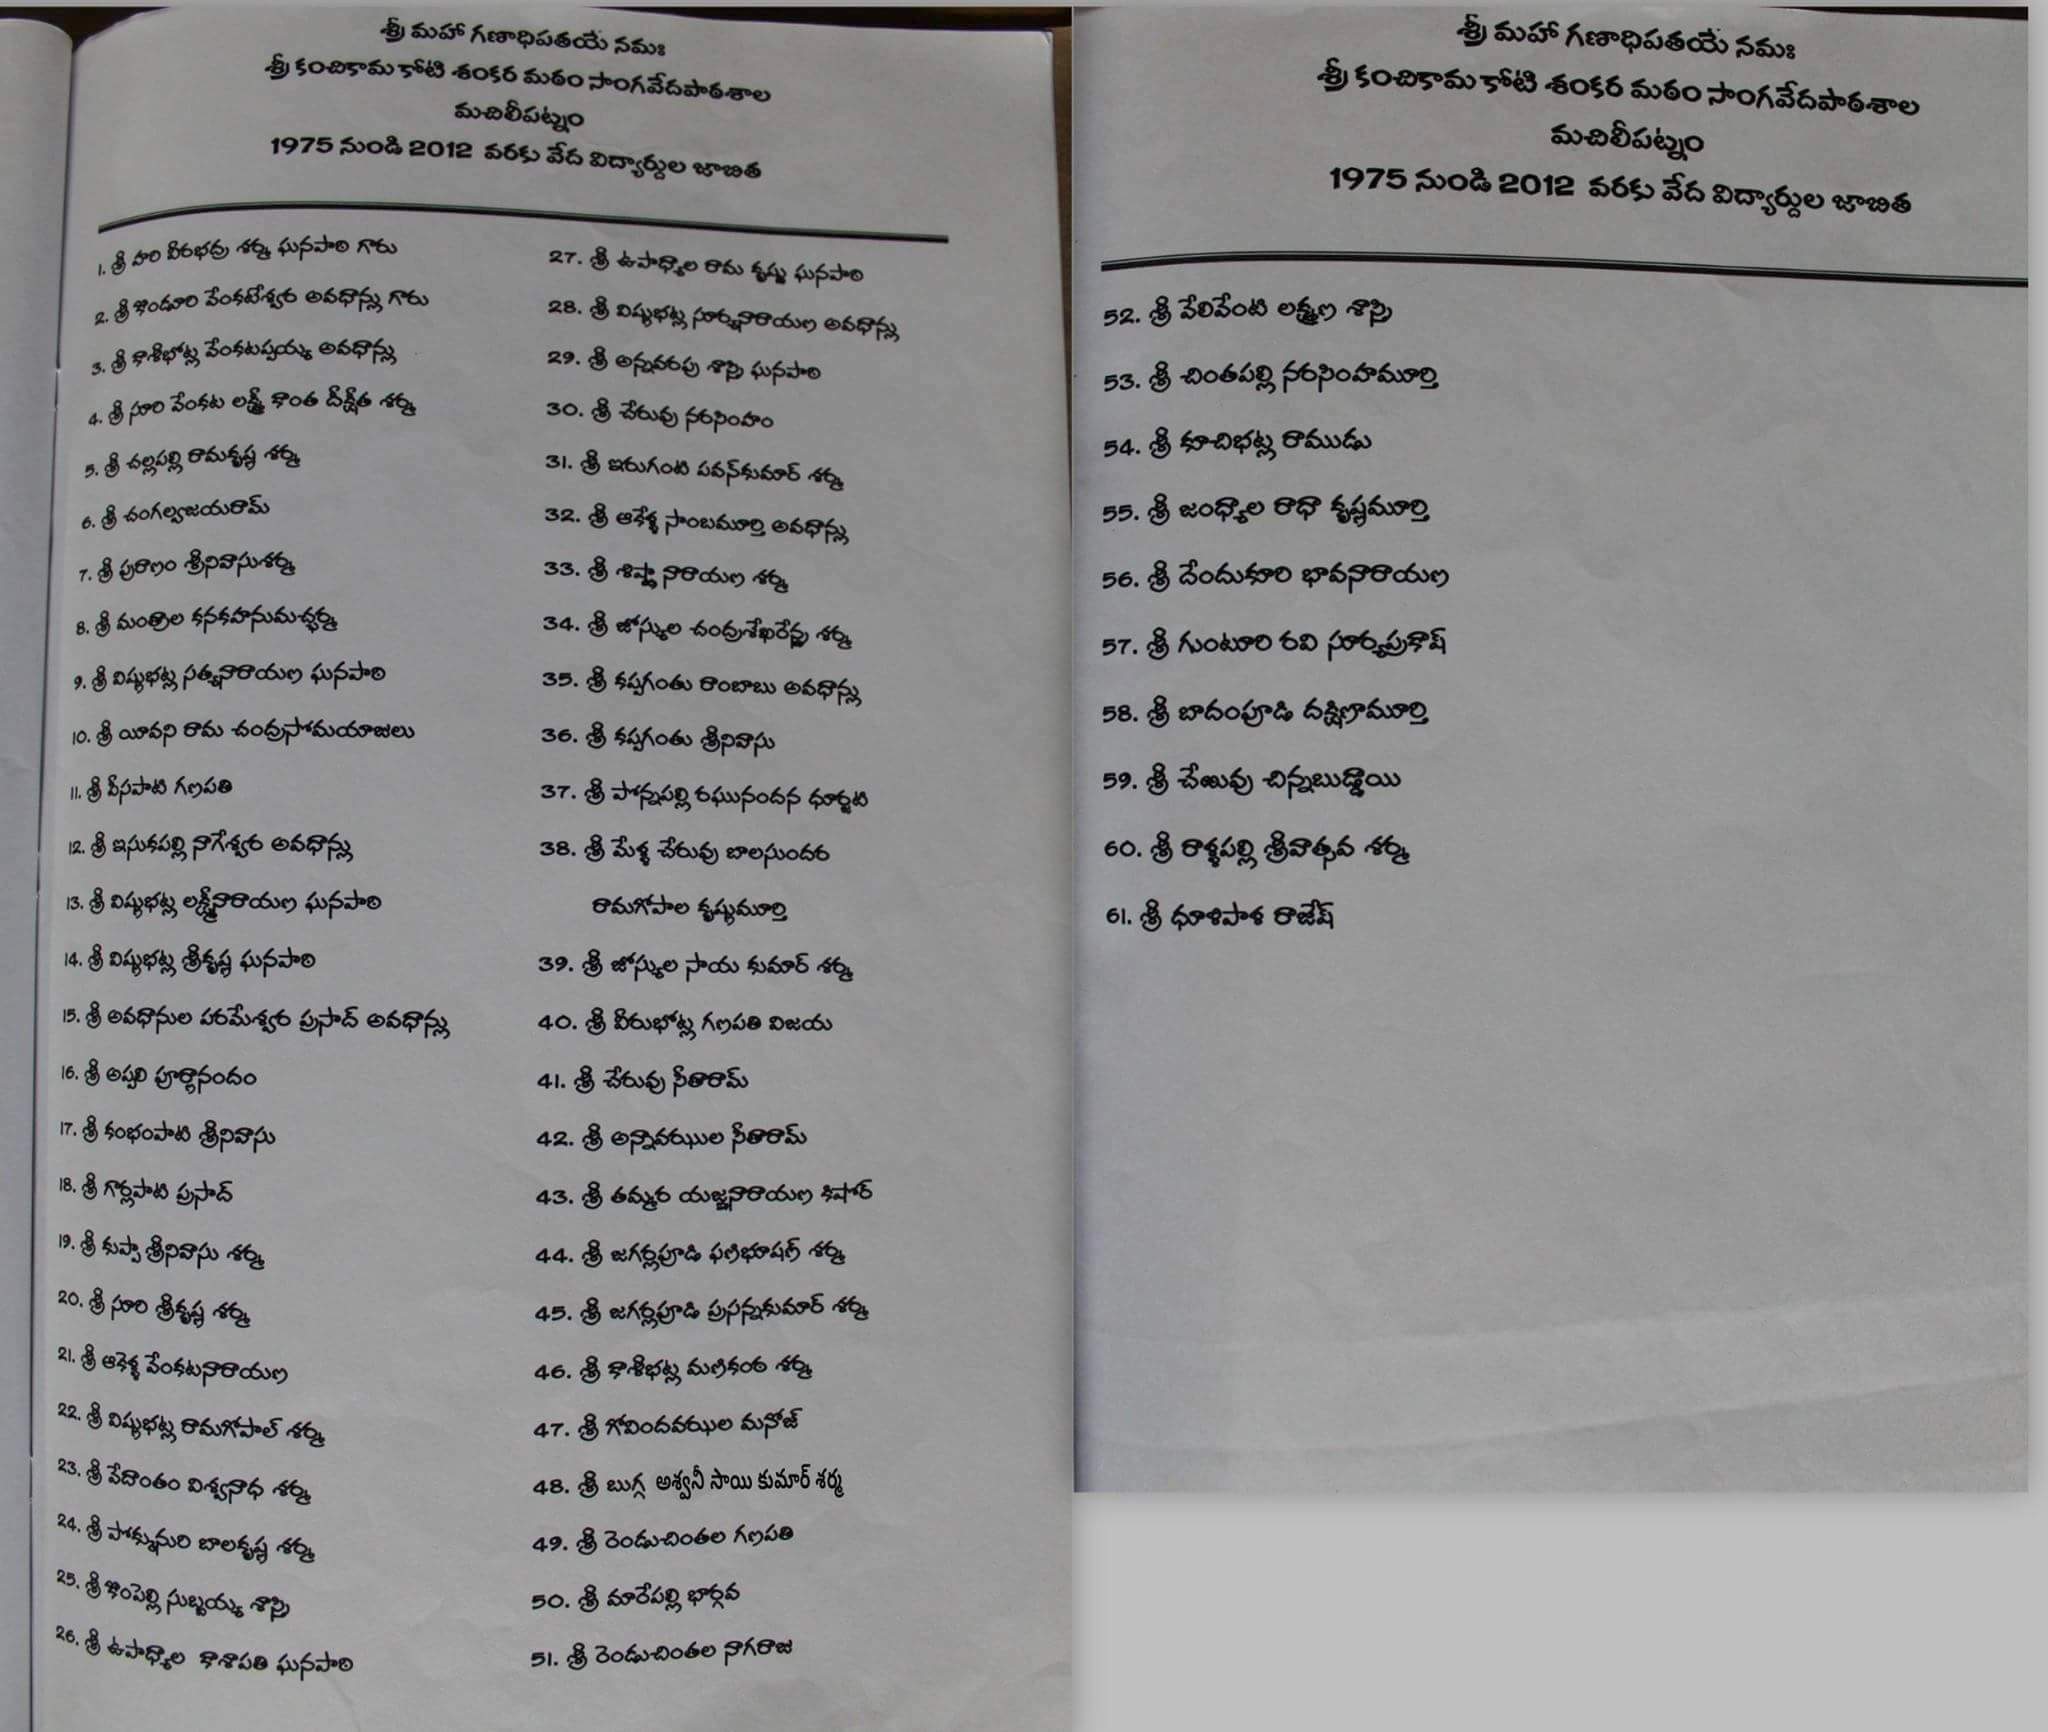 శ్రీ మహా గణాధిపతయే నమః
శ్రీ కంచికామ కోటి శంకర మఠం సాంగవేదపాఠశాల
మచిలీపట్నం
1975 నుండి 2012 వరకు వేద విద్యార్ధుల జాబిత
1. శ్రీ హరి వీరభద్ర శర్మ ఘనపాఠి గారు
2. శ్రీ కొండూరి వేంకటేశ్వర అవధాన్లు గారు
3. శ్రీ కాశీభోట్ల వేంకటప్పయ్య అవధాన్లు
4. శ్రీ సూరి వేంకట లక్ష్మీ కాంత దీక్షిత శర్మ
5. శ్రీ చల్లపల్లి రామకృష్ణ శర్మ
6. శ్రీ చంగల్వజయరామ్
7. శ్రీ పురాణం శ్రీనివాసుశర్మ
8. శ్రీ మంత్రాల కనకహనుమచ్ఛర్మ
9. శ్రీ విష్ణుభట్ల సత్యనారాయణ ఘనపాఠి
10. శ్రీ యీవని రామ చంద్రసోమయాజులు
11. శ్రీ వీసపాటి గణపతి
12. శ్రీ ఇసుకపల్లి నాగేశ్వర అవధాన్లు
13. శ్రీ విష్ణుభట్ల లక్ష్మీనారాయణ ఘనపాఠి
14. శ్రీ విష్ణుభట్ల శ్రీకృష్ణ ఘనపాఠి
15. శ్రీ అవధానుల పరమేశ్వర ప్రసాద్ అవధాన్లు
16. శ్రీ అప్పలి పూర్ణానందం
17. శ్రీ కంభంపాటి శ్రీనివాసు
18. శ్రీ గార్లపాటి ప్రసాద్
19. శ్రీ కుప్పా శ్రీనివాసు శర్మ
20. శ్రీ సూరి శ్రీకృష్ణ శర్మ
21. శ్రీ ఆకెళ్ళ వేంకటనారాయణ
22. శ్రీ విష్ణుభట్ల రామగోపాల్ శర్మ
23. శ్రీ వేదాంతం విశ్వనాధ శర్మ
24. శ్రీ పోక్కునురి బాలకృష్ణ శర్మ
25. శ్రీ కొంపెల్లి సుబ్బయ్య శాస్త్రి
26. శ్రీ ఉపాధ్యాల కాశాపతి ఘనపాఠి
27. శ్రీ ఉపాధ్యాల రామ కృష్ణ ఘనపాఠి
28. శ్రీ విష్ణుభట్ల సూర్యనారాయణ అవధాన్లు
29. శ్రీ అన్నవరపు శాస్త్రి ఘనపాఠి
30. శ్రీ చేరువు నరసింహం
31. శ్రీ ఇరుగంటి పవన్‌కుమార్ శర్మ
32. శ్రీ ఆకేళ్ళ సాంబమూర్తి అవధాన్లు
33. శ్రీ శిష్ట్లా నారాయణ శర్మ
34. శ్రీ జోస్యుల చంద్రశేఖరేన్ద్ర శర్మ
35. శ్రీ కప్పగంతు రాంబాబు అవధాన్లు
36. శ్రీ కప్పగంతు శ్రీనివాసు
37. శ్రీ పోన్నపల్లి రఘునందన ధూర్జటి
38. శ్రీ మేళ్ళ చేరువు బాలసుందర
రామగోపాల కృష్ణుమూర్తి
39. శ్రీ జోస్యుల సాయ కుమార్ శర్మ
40. శ్రీ వీరుభోట్ల గణపతి విజయ
41. శ్రీ చేరువు సీతారామ్
42. శ్రీ అన్నావఝుల సీతారామ్
43. శ్రీ తమ్మర యజ్ఞనారాయణ కిషోర్
44. శ్రీ జగర్లపూడి ఫణిభూషణ్ శర్మ
45. శ్రీ జగర్లపూడి ప్రసన్నకుమార్ శర్మ
46. శ్రీ కాశీభట్ల మణికంఠ శర్మ
47. శ్రీ గోవిందవఝల మనోజ్
48. శ్రీ బుగ్గ అశ్వనీ సాయి కుమార్ శర్మ
49. శ్రీ రెండుచింతల గణపతి
50. శ్రీ మారేపల్లి భార్గవ
51. శ్రీ రెండుచింతల నాగరాజు
శ్రీ మహా గణాధిపతయే నమః
శ్రీ కంచికామ కోటి శంకర మఠం సాంగవేదపాఠశాల
మచిలీపట్నం
1975 నుండి 2012 వరకు వేద విద్యార్ధుల జాబిత
52. శ్రీ వేలివేంటి లక్ష్మణ శాస్త్రి
53. శ్రీ చింతపల్లి నరసింహమూర్తి
54. శ్రీ కూచిభట్ల రాముడు
55. శ్రీ జంధ్యాల రాధా కృష్ణమూర్తి
56. శ్రీ దేందుకూరి భావనారాయణ
57. శ్రీ గుంటూరి రవి సూర్యప్రకాష్
58. శ్రీ బాదంపూడి దక్షిణామూర్తి
59. శ్రీ చేఱువు చిన్నబుడ్డాయి
60. శ్రీ రాళ్ళపల్లి శ్రీవాత్సవ శర్మ
61. శ్రీ ధూళిపాళ రాజేష్